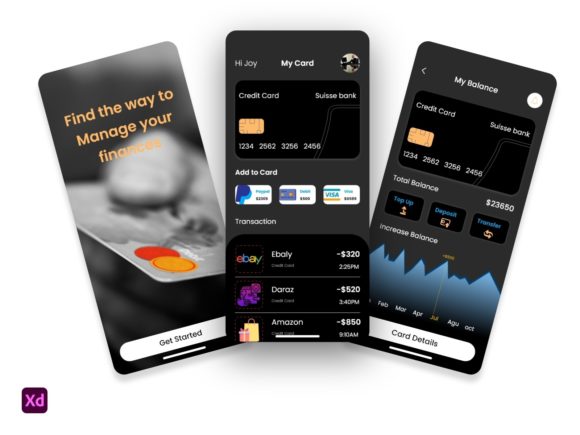 Find the way to
Manage your
finances
Get Started
Hi Joy
My Card
Credit Card
Suisse bank
1234 2562 3256 2456
Add to Card
Paypal
$2309
Debit
$500
VISA
Visa
Transaction
ebay
Ebaly
-$320
Credit Card
2:25PM
Daraz
-$520
Credit Card
3:40PM
Amazon
-$850
Credit Card
9:10AM
My Balance
Credit Card
Suisse bank
1234 2562 3256 2456
Total Balance
$23650
Top Up
Deposit
Transfer
Increase Balance
Feb
Mar
Apr
Jul
Agu
oct
Card Details
Xd